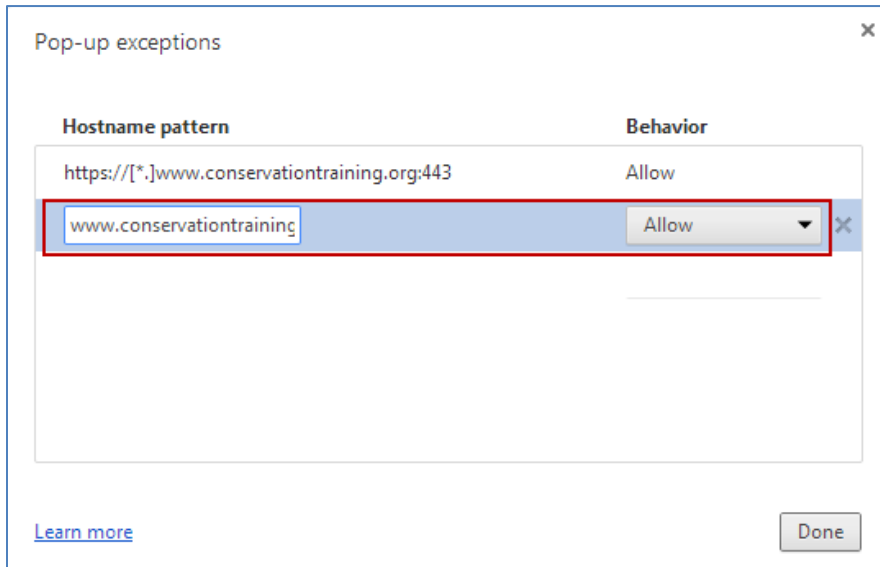 Pop-up exceptions
Hostname pattern Behavior
https://[*.]www.conservationtraining.org:443 Allow
www.conservationtraining Allow
Learn more Done